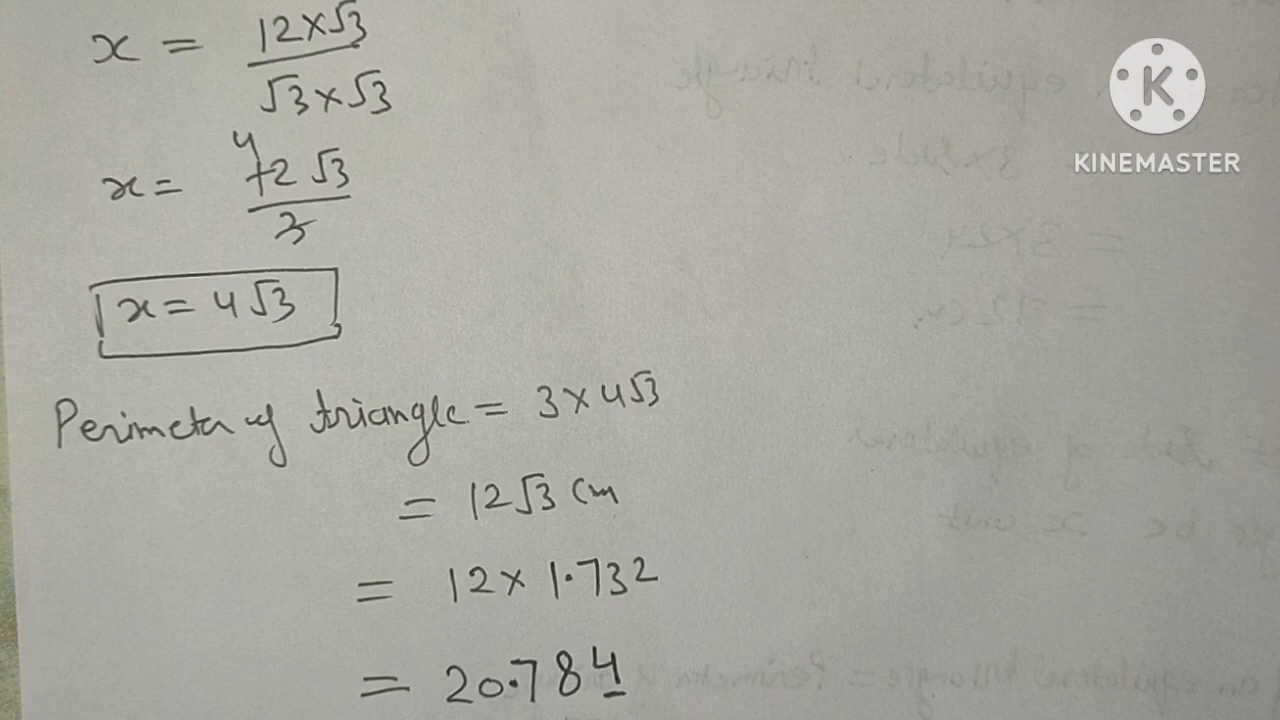 x = 12×√3
√3×√3
KINEMASTER
4
x = 12√3
3
x = 4√3
Perimeter of triangle = 3×4√3
= 12√3 cm
= 12× 1.732
= 20.784